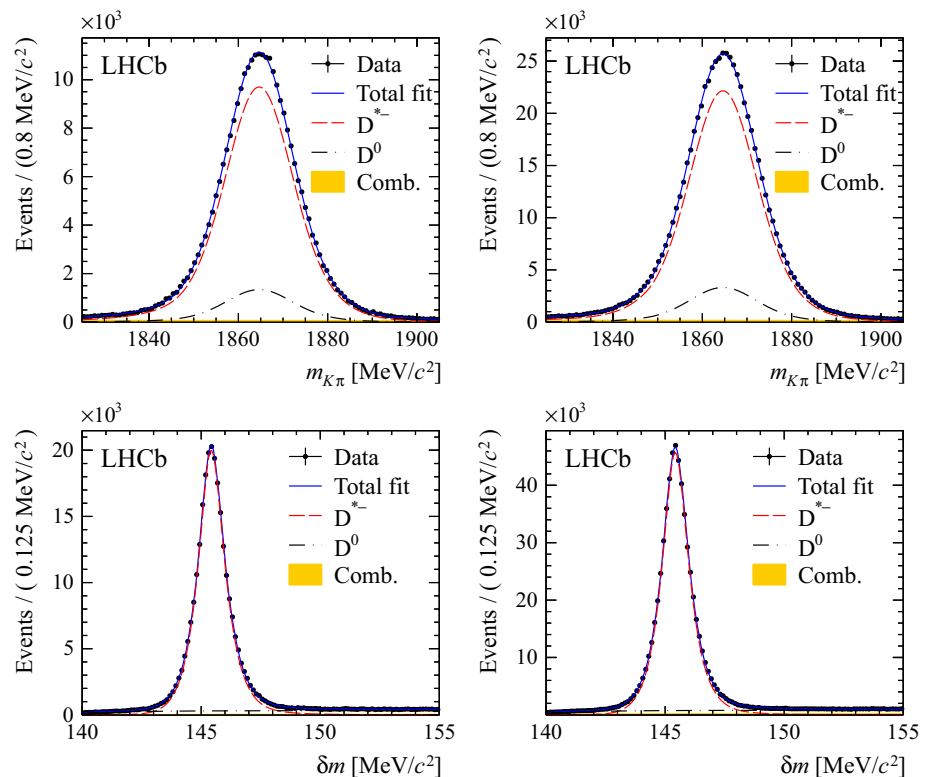 ×10³
Events / (0.8 MeV/c²)
10
8
6
4
2
0
LHCb
Data
Total fit
D*−
D⁰
Comb.
1840 1860 1880 1900
m_Kπ [MeV/c²]
×10³
Events / (0.8 MeV/c²)
25
20
15
10
5
0
LHCb
Data
Total fit
D*−
D⁰
Comb.
1840 1860 1880 1900
m_Kπ [MeV/c²]
×10³
Events / ( 0.125 MeV/c² )
20
15
10
5
0
LHCb
Data
Total fit
D*−
D⁰
Comb.
140 145 150 155
δm [MeV/c²]
×10³
Events / ( 0.125 MeV/c² )
40
30
20
10
LHCb
Data
Total fit
D*−
D⁰
Comb.
140 145 150 155
δm [MeV/c²]